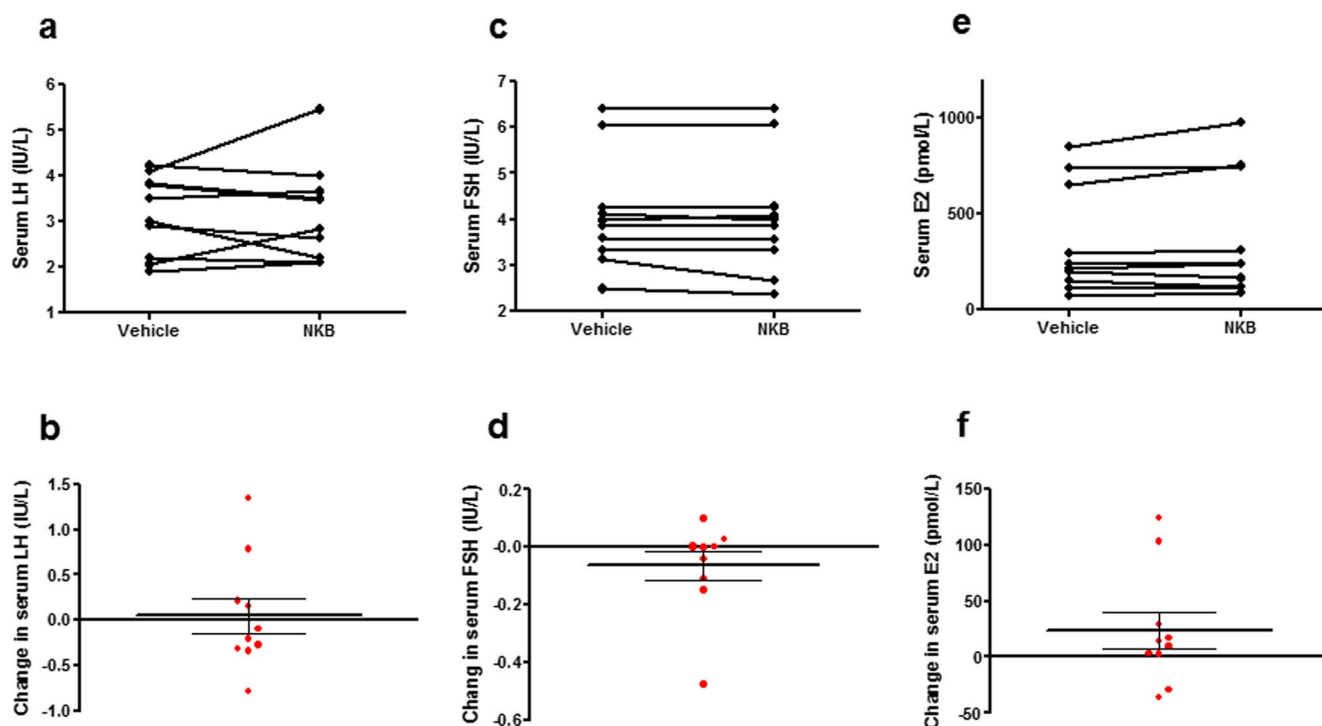 a
Serum LH (IU/L)
6
5
4
3
2
1
Vehicle NKB
c
Serum FSH (IU/L)
7
6
5
4
3
2
Vehicle NKB
e
Serum E2 (pmol/L)
1000
500
0
Vehicle NKB
b
Change in serum LH (IU/L)
1.5
1.0
0.5
0.0
-0.5
-1.0
d
Chang in serum FSH (IU/L)
0.2
-0.0
-0.2
-0.4
-0.6
f
Change in serum E2 (pmol/L)
150
100
50
0
-50